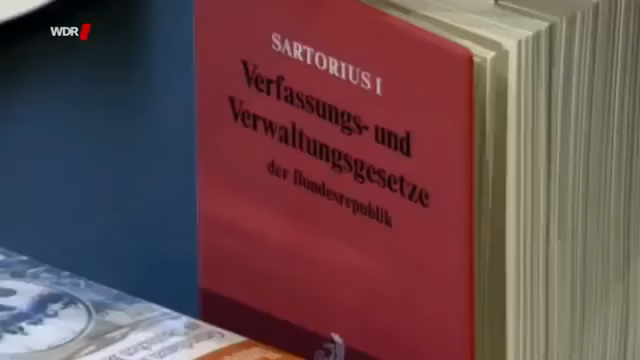 WDR
SARTORIUS I
Verfassungs- und
Verwaltungsgesetze
der Bundesrepublik